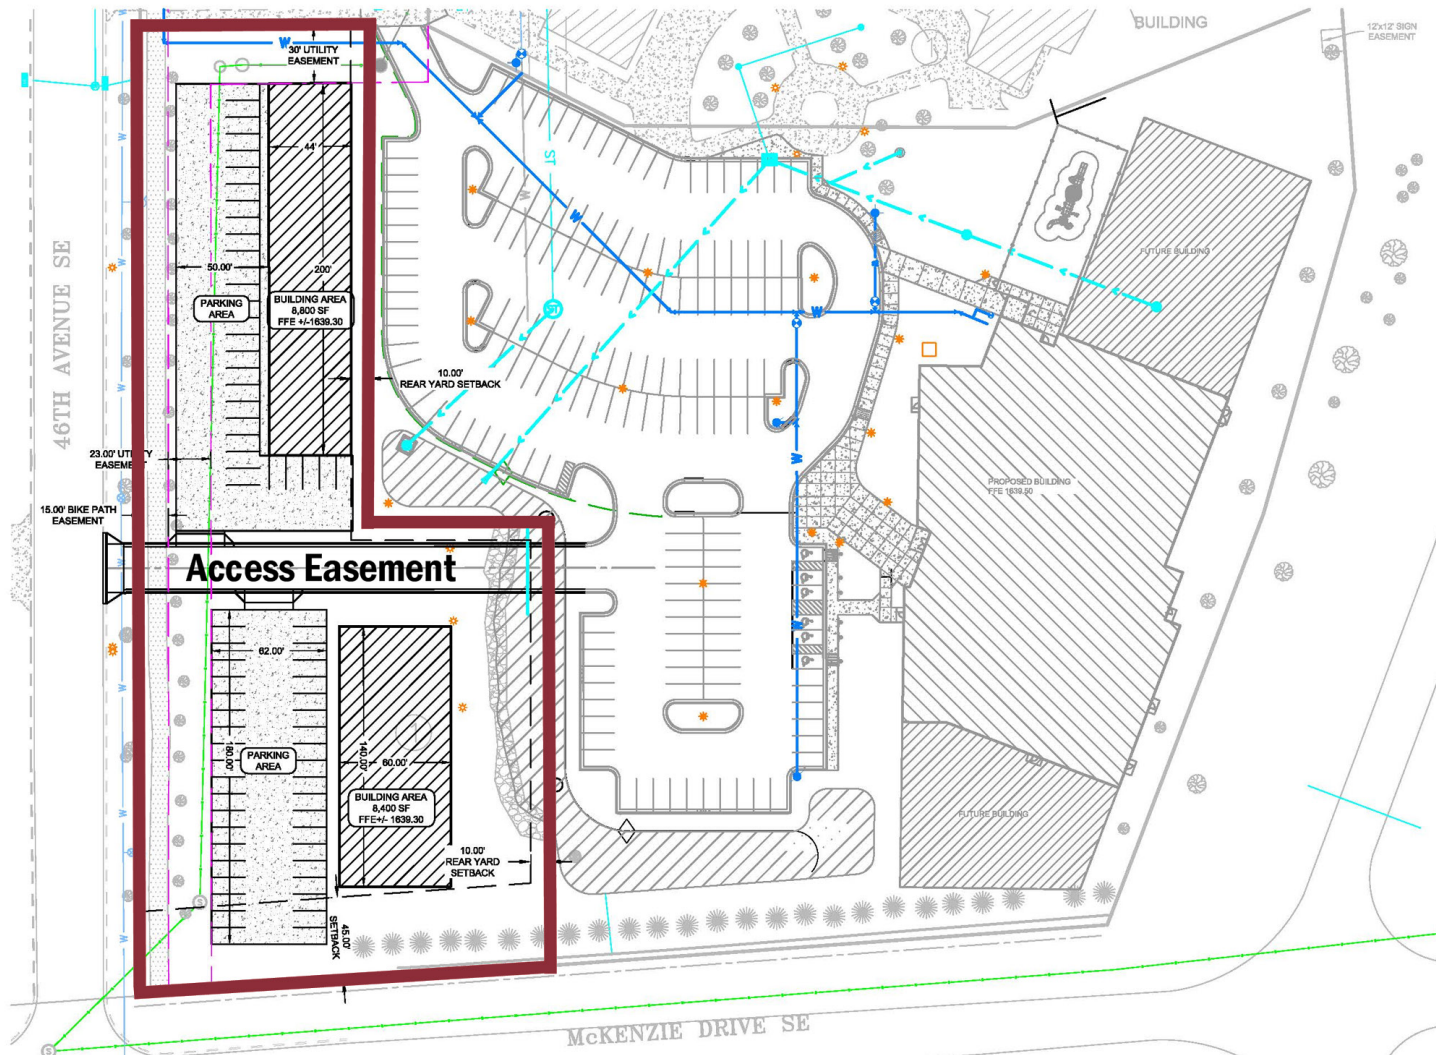 BUILDING
12'x12' SIGN
EASEMENT
W
30' UTILITY
EASEMENT
W
44'
ST
W
W
46TH AVENUE SE
FUTURE BUILDING
50.00'
200'
PARKING
AREA
BUILDING AREA
8,800 SF
FFE +/-1639.30
ST
W
W
10.00'
REAR YARD SETBACK
W
23.00' UTILITY
EASEMENT
W
PROPOSED BUILDING
FFE 1639.50
15.00' BIKE PATH
EASEMENT
Access Easement
W
W
62.00'
W
180.00'
PARKING
AREA
140.00'
60.00'
1
BUILDING AREA
8,400 SF
FFE+/- 1639.30
W
FUTURE BUILDING
10.00'
REAR YARD
SETBACK
S
45.00'
SETBACK
W
McKENZIE DRIVE SE
S